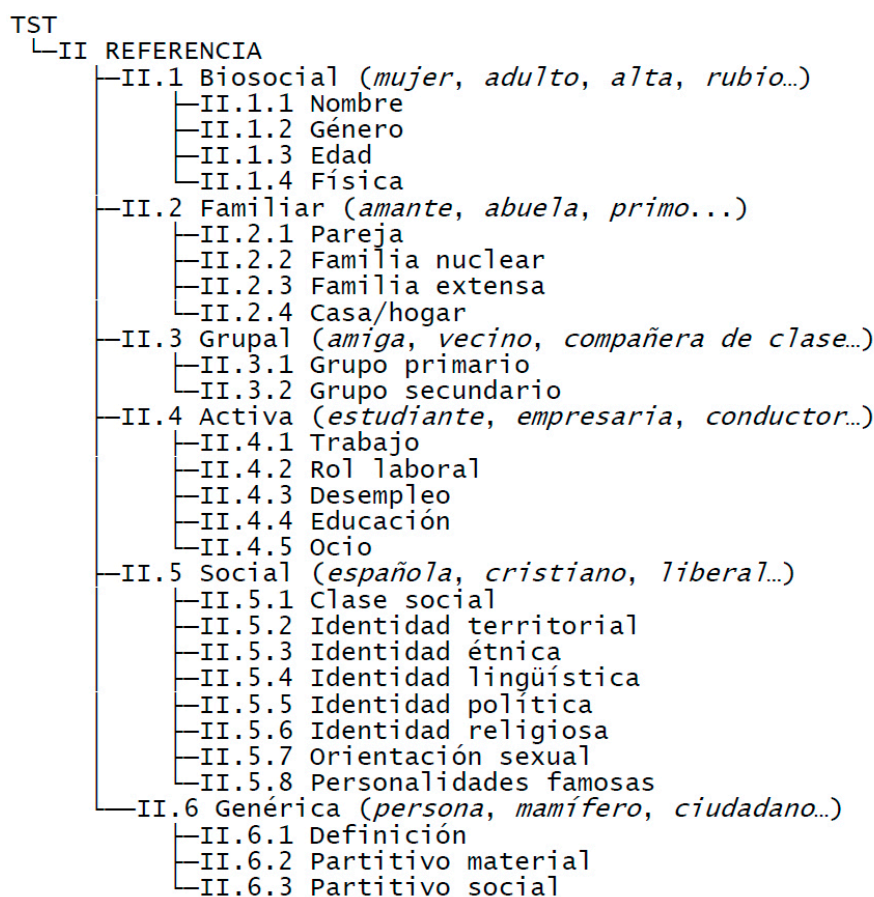 TST
└─II REFERENCIA
├─II.1 Biosocial (mujer, adulto, alta, rubio…)
├─II.1.1 Nombre
├─II.1.2 Género
├─II.1.3 Edad
└─II.1.4 Física
├─II.2 Familiar (amante, abuela, primo...)
├─II.2.1 Pareja
├─II.2.2 Familia nuclear
├─II.2.3 Familia extensa
└─II.2.4 Casa/hogar
├─II.3 Grupal (amiga, vecino, compañera de clase…)
├─II.3.1 Grupo primario
└─II.3.2 Grupo secundario
├─II.4 Activa (estudiante, empresaria, conductor…)
├─II.4.1 Trabajo
├─II.4.2 Rol laboral
├─II.4.3 Desempleo
├─II.4.4 Educación
└─II.4.5 Ocio
├─II.5 Social (española, cristiano, liberal…)
├─II.5.1 Clase social
├─II.5.2 Identidad territorial
├─II.5.3 Identidad étnica
├─II.5.4 Identidad lingüística
├─II.5.5 Identidad política
├─II.5.6 Identidad religiosa
├─II.5.7 Orientación sexual
└─II.5.8 Personalidades famosas
└──II.6 Genérica (persona, mamífero, ciudadano…)
├─II.6.1 Definición
├─II.6.2 Partitivo material
└─II.6.3 Partitivo social